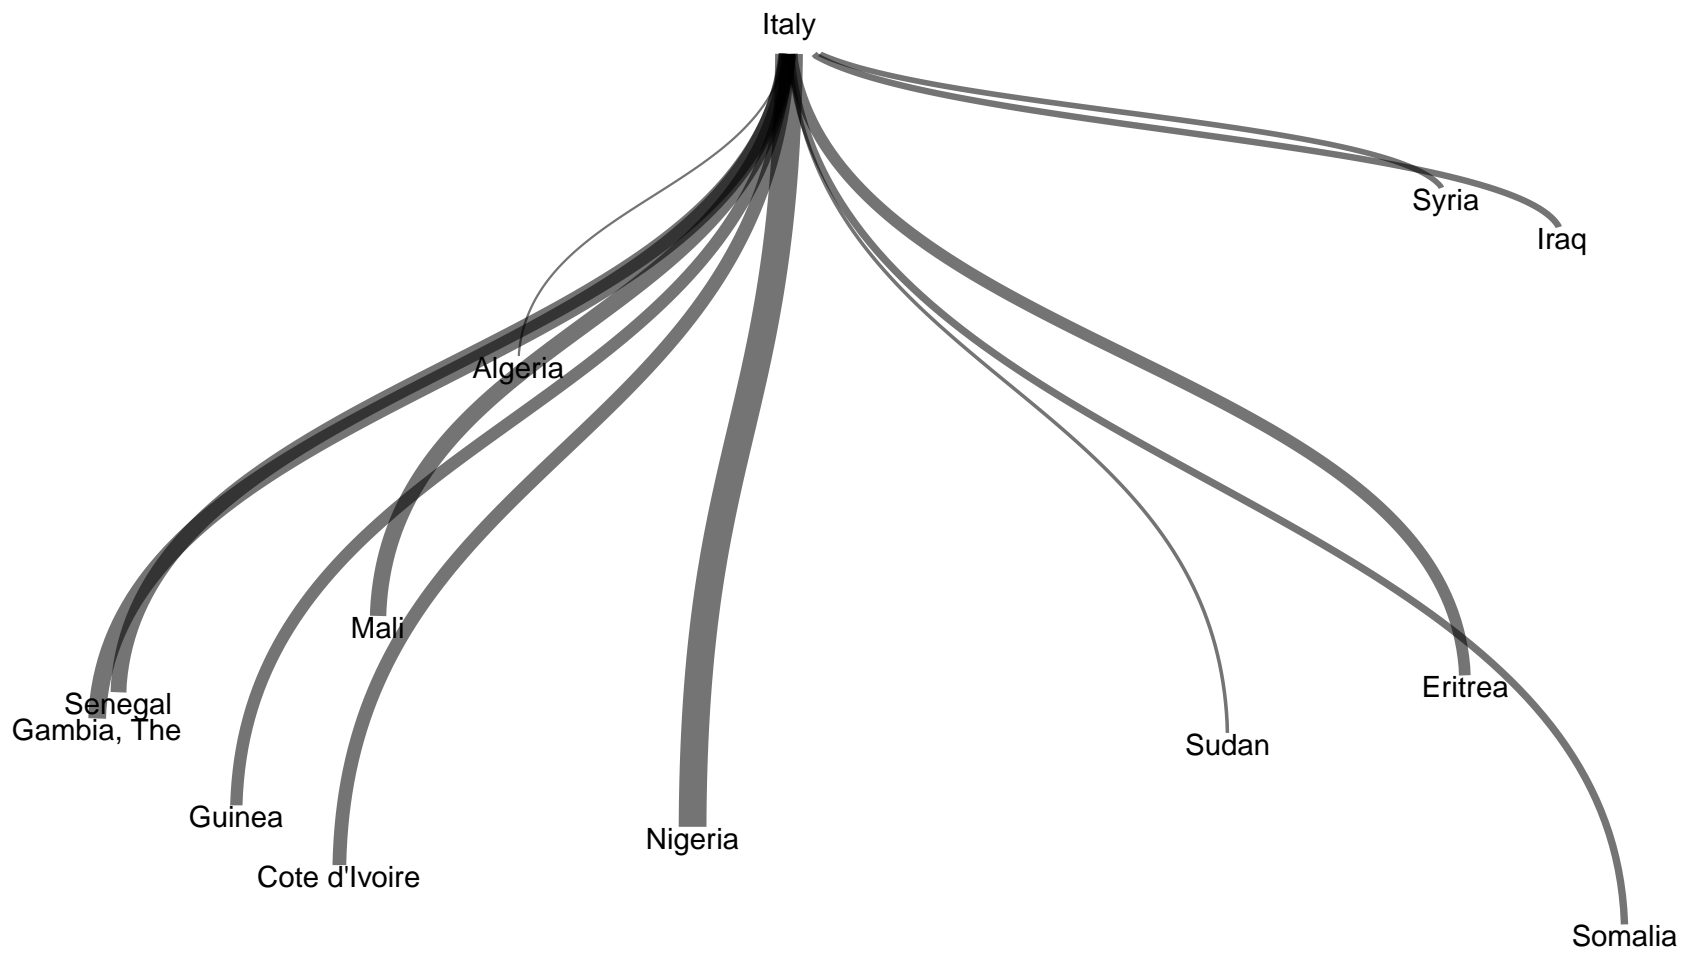 Italy
Syria
Iraq
Algeria
Mali
Senegal
Eritrea
Gambia, The
Sudan
Guinea
Nigeria
Cote d'Ivoire
Somalia